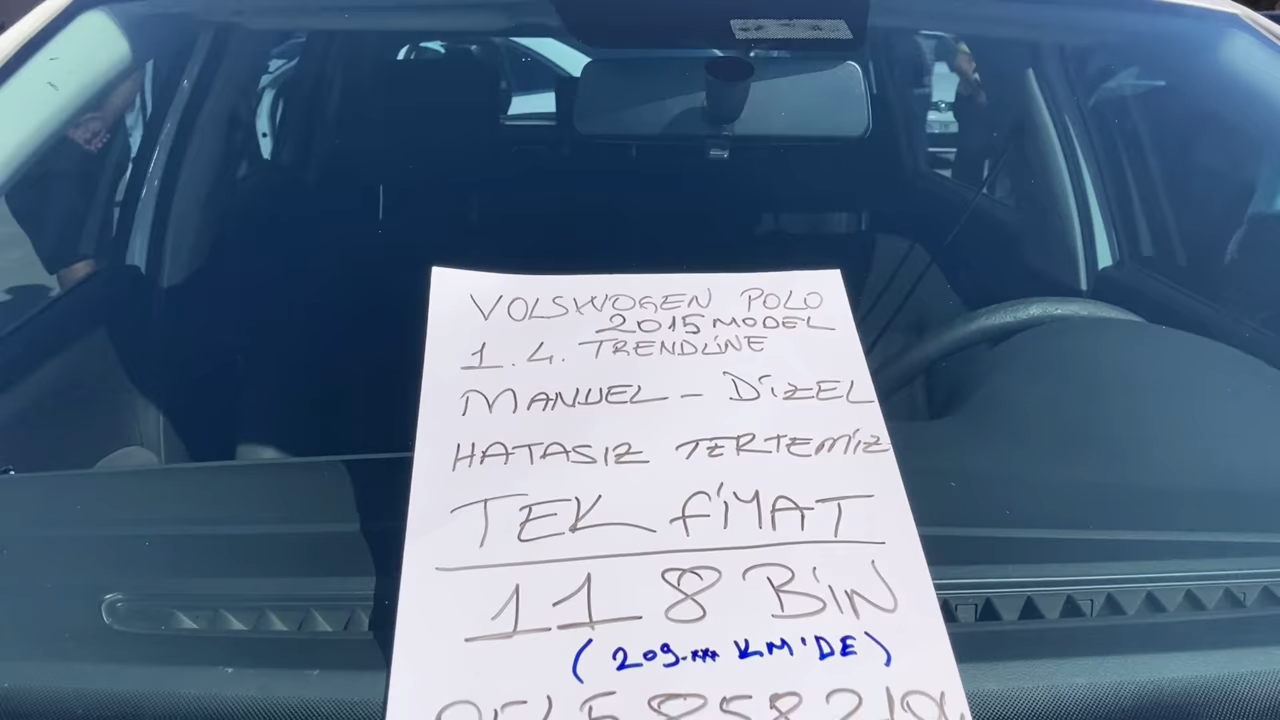 VOLSWOGEN POLO
2015 MODEL
1.4. TRENDLİNE
MANUEL - DİZEL
HATASIZ TERTEMİZ
TEK FİYAT
118 BİN
(209.*** KM'DE)